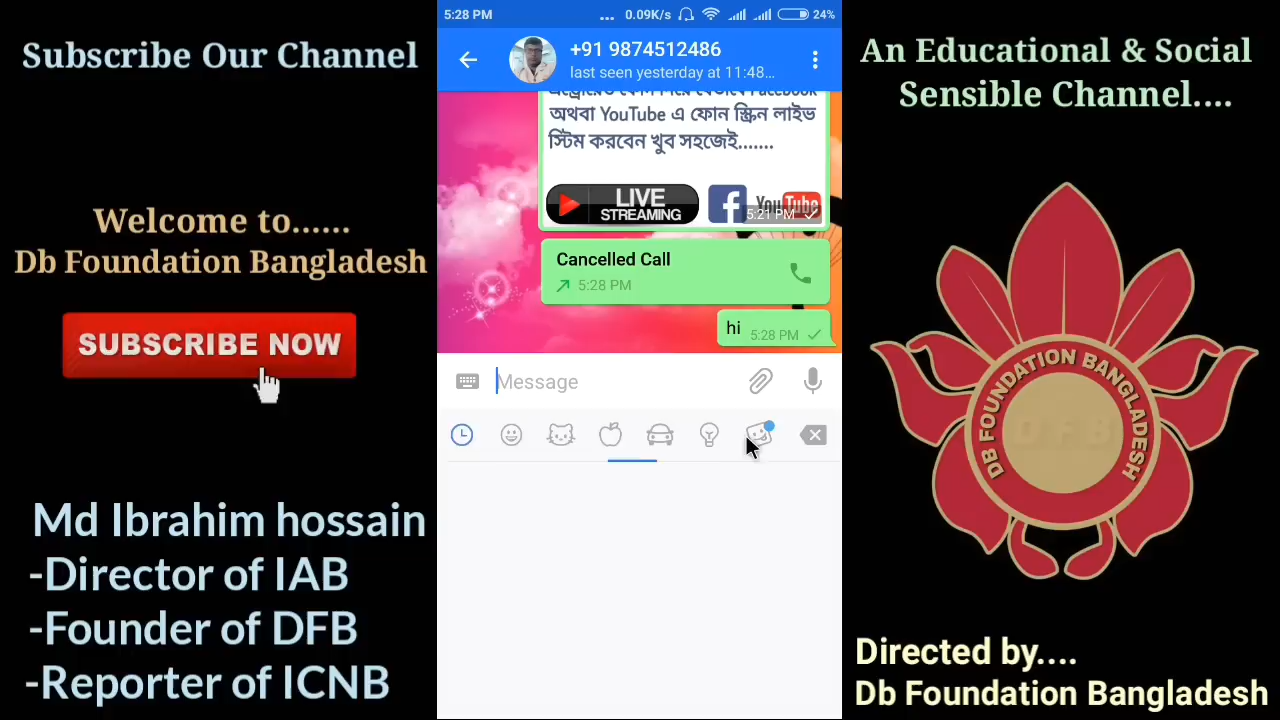 Subscribe Our Channel
Welcome to......
Db Foundation Bangladesh
SUBSCRIBE NOW
Md Ibrahim hossain
-Director of IAB
-Founder of DFB
-Reporter of ICNB
5:28 PM
... 0.09K/s 24%
+91 9874512486
last seen yesterday at 11:48...
অথবা YouTube এ ফোন স্ক্রিন লাইভ
স্টিম করবেন খুব সহজেই.......
LIVE
STREAMING
f
YouTube
5:21 PM
Cancelled Call
5:28 PM
hi 5:28 PM
Message
An Educational & Social
Sensible Channel....
DB FOUNDATION BANGLADESH
DFB
Directed by....
Db Foundation Bangladesh